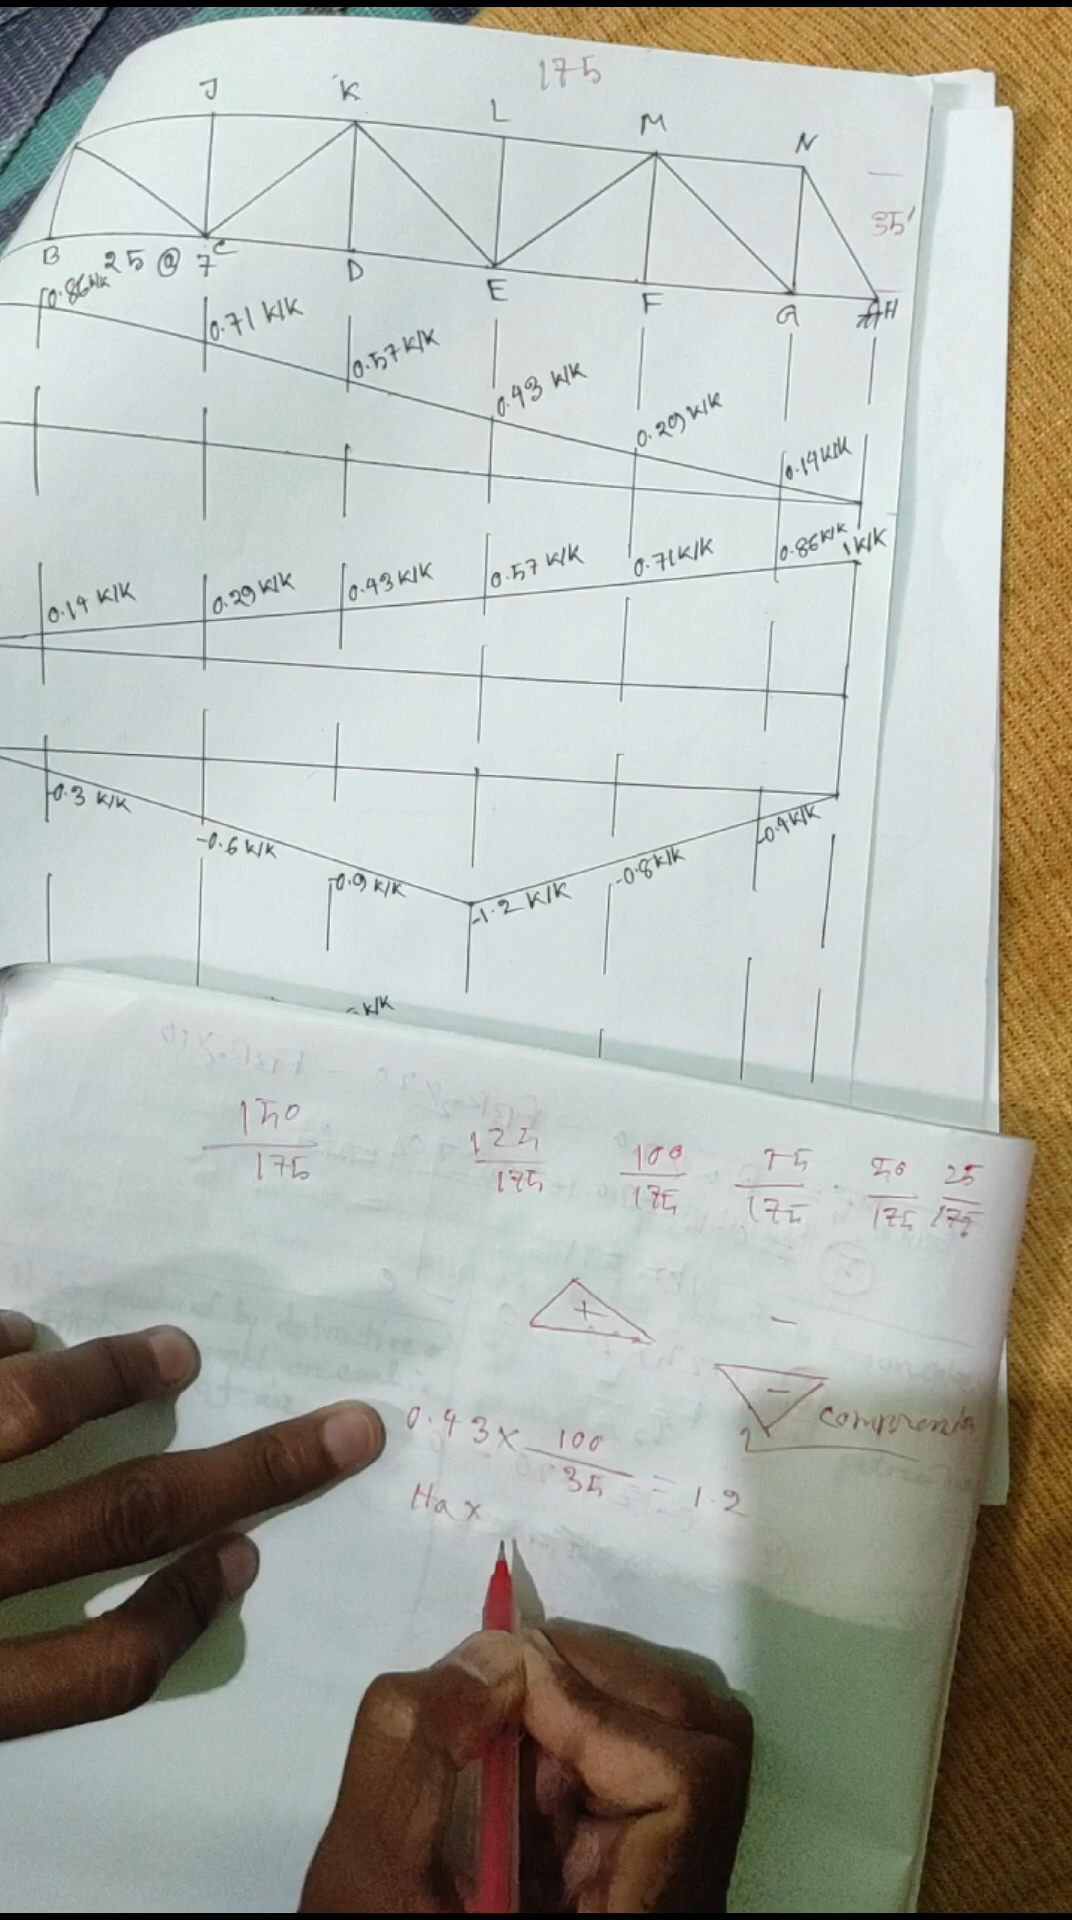 175
J K L M N
35'
B 25 @ 7 C D E F G H
0.86 K/K 0.71 K/K 0.57 K/K 0.43 K/K 0.29 K/K 0.14 K/K
0.14 K/K 0.29 K/K 0.43 K/K 0.57 K/K 0.71 K/K 0.86 K/K 1 K/K
-0.3 K/K -0.6 K/K -0.9 K/K -1.2 K/K -0.8 K/K -0.4 K/K
K/K
150/175 125/175 100/175 75/175 50/175 25/175
+ -
-
0.43 × 100/35 = 1.2
Ha ×